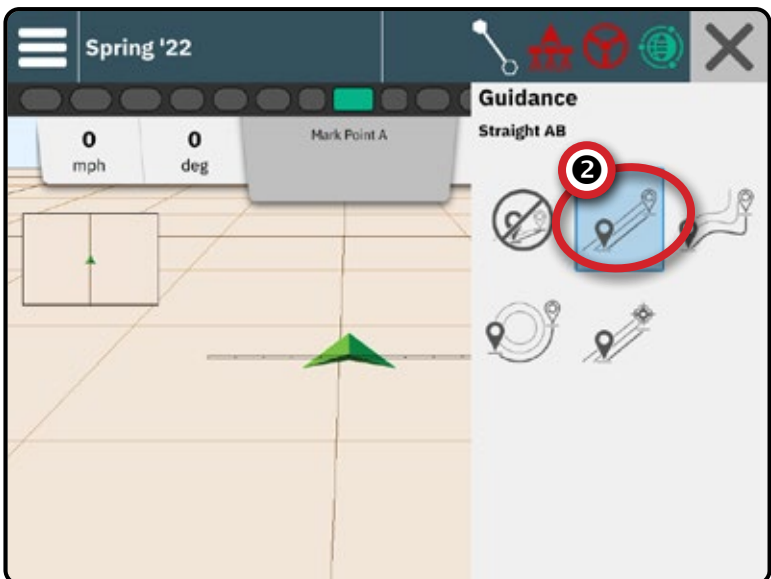 Spring '22
Guidance
Straight AB
0
mph
0
deg
Mark Point A
2